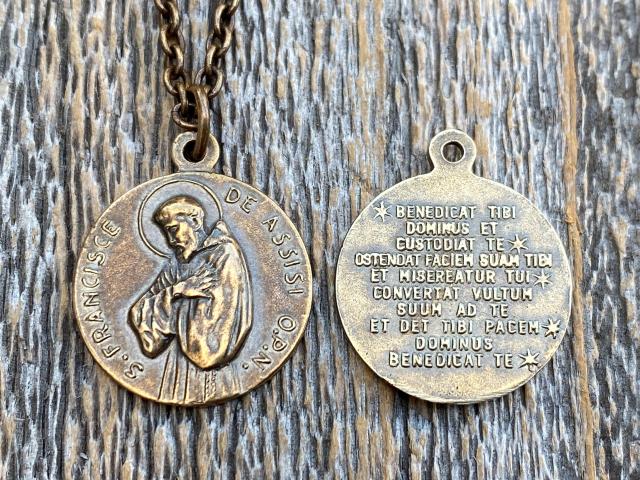 S. FRANCISCE DE ASSISI O.P.N.
BENEDICAT TIBI
DOMINUS ET
CUSTODIAT TE
OSTENDAT FACIEM SUAM TIBI
ET MISEREATUR TUI
CONVERTAT VULTUM
SUUM AD TE
ET DET TIBI PACEM
DOMINUS
BENEDICAT TE